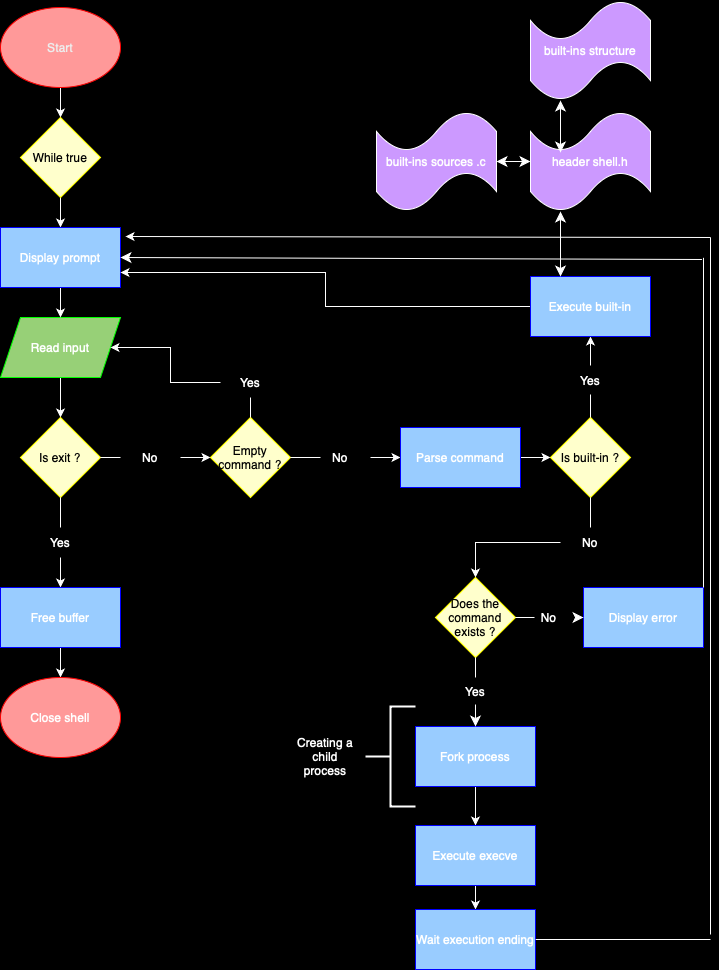 Start
built-ins structure
While true
built-ins sources .c
header shell.h
Display prompt
Execute built-in
Read input
Yes
Yes
Is exit ?
No
Empty
command ?
No
Parse command
Is built-in ?
Yes
No
Free buffer
Does the
command
exists ?
No
Display error
Yes
Close shell
Creating a
child
process
Fork process
Execute execve
Wait execution ending